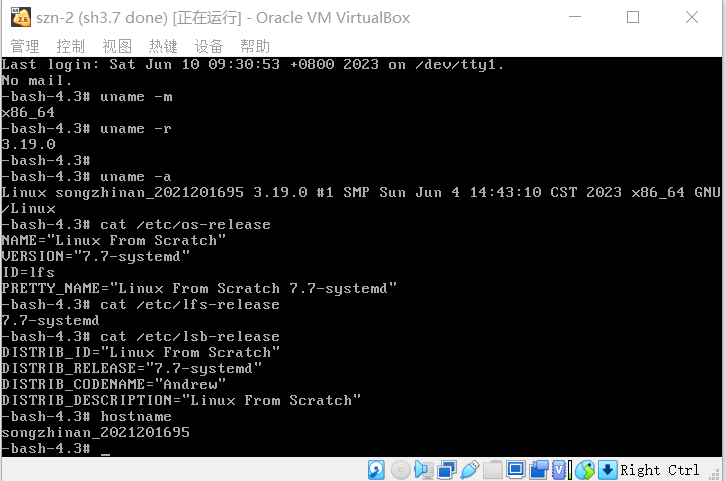 szn-2 (sh3.7 done) [正在运行] - Oracle VM VirtualBox
管理 控制 视图 热键 设备 帮助
Last login: Sat Jun 10 09:30:53 +0800 2023 on /dev/tty1.
No mail.
-bash-4.3# uname -m
x86_64
-bash-4.3# uname -r
3.19.0
-bash-4.3#
-bash-4.3# uname -a
Linux songzhinan_2021201695 3.19.0 #1 SMP Sun Jun 4 14:43:10 CST 2023 x86_64 GNU
/Linux
-bash-4.3# cat /etc/os-release
NAME="Linux From Scratch"
VERSION="7.7-systemd"
ID=lfs
PRETTY_NAME="Linux From Scratch 7.7-systemd"
-bash-4.3# cat /etc/lfs-release
7.7-systemd
-bash-4.3# cat /etc/lsb-release
DISTRIB_ID="Linux From Scratch"
DISTRIB_RELEASE="7.7-systemd"
DISTRIB_CODENAME="Andrew"
DISTRIB_DESCRIPTION="Linux From Scratch"
-bash-4.3# hostname
songzhinan_2021201695
-bash-4.3# _
Right Ctrl